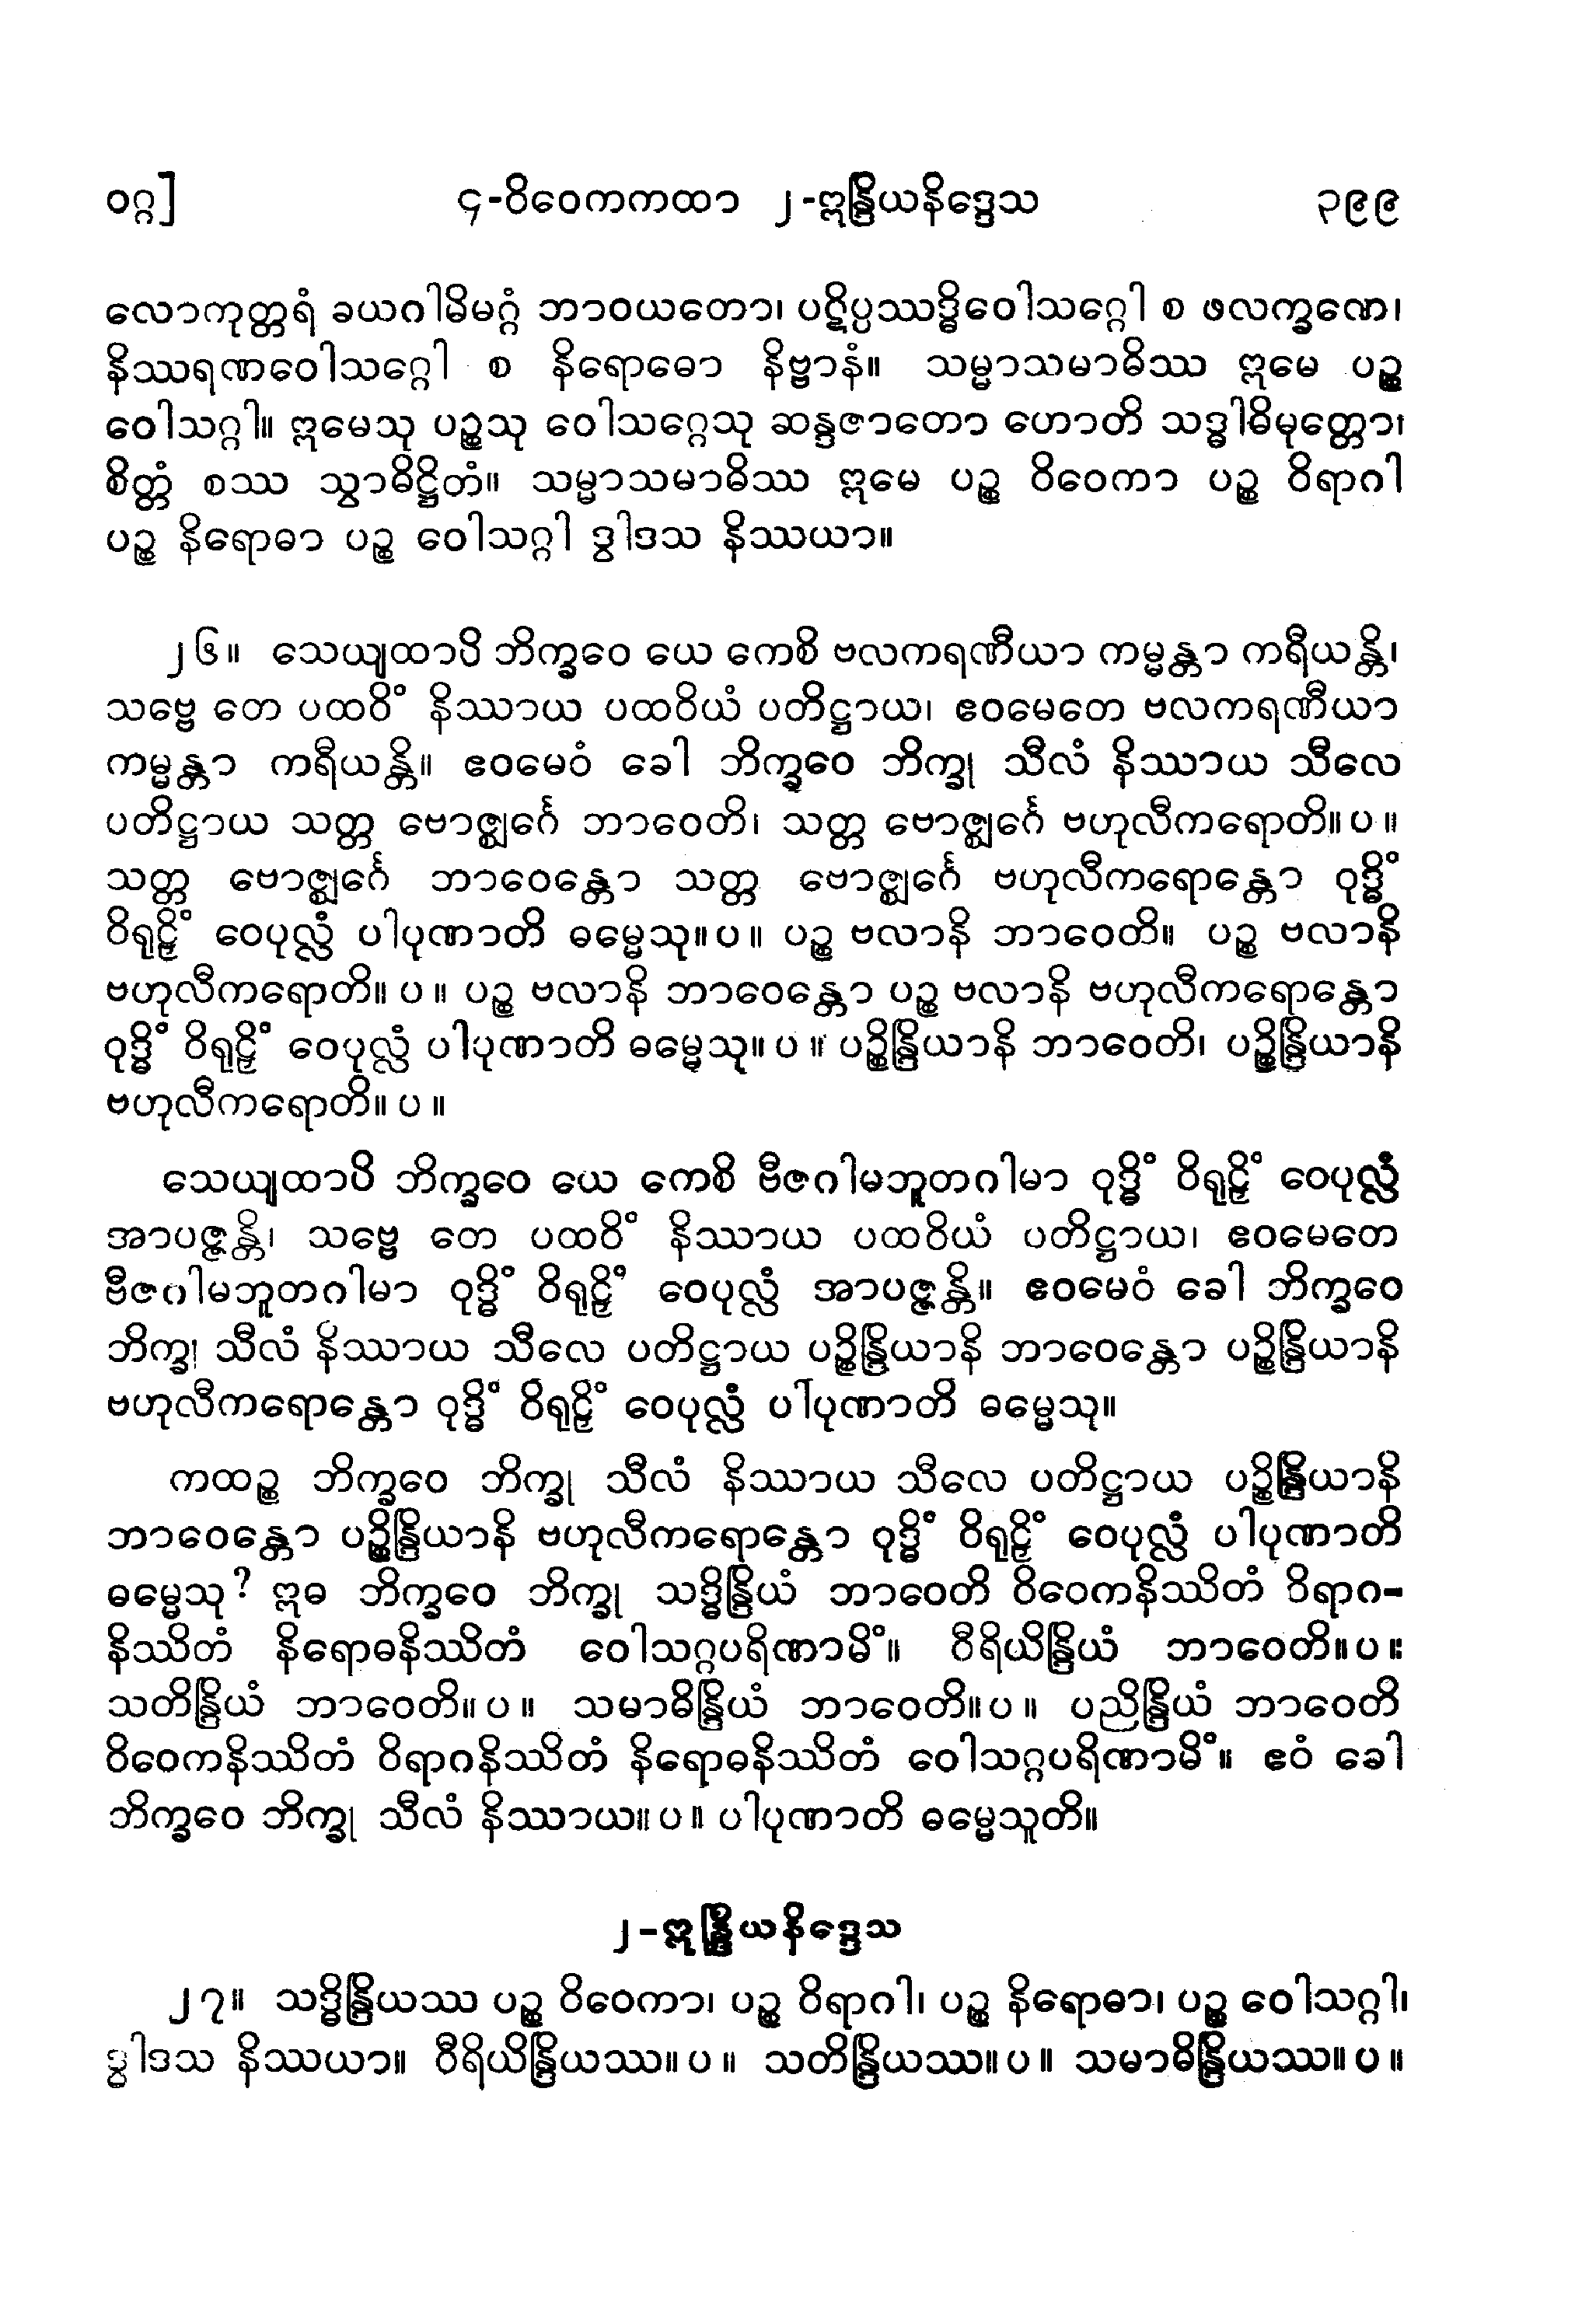 ဝဂ္ဂ] ၄-ဝိဝေကကထာ ၂-ဣန္ဒြိယနိဒ္ဒေသ ၃၉၉
လောကုတ္တရံ ခယဂါမိမဂ္ဂံ ဘာဝယတော၊ ပဋိပ္ပဿဒ္ဓိဝေါသဂ္ဂေါ စ ဖလက္ခဏေ၊
နိဿရဏဝေါသဂ္ဂေါ စ နိရောဓော နိဗ္ဗာနံ။ သမ္မာသမာဓိဿ ဣမေ ပဉ္စ
ဝေါသဂ္ဂါ။ ဣမေသု ပဉ္စသု ဝေါသဂ္ဂေသု ဆန္ဒဇာတော ဟောတိ သဒ္ဓါဓိမုတ္တော၊
စိတ္တံ စဿ သွာဓိဋ္ဌိတံ။ သမ္မာသမာဓိဿ ဣမေ ပဉ္စ ဝိဝေကာ ပဉ္စ ဝိရာဂါ
ပဉ္စ နိရောဓာ ပဉ္စ ဝေါသဂ္ဂါ ဒွါဒသ နိဿယာ။
၂၆။ သေယျထာပိ ဘိက္ခဝေ ယေ ကေစိ ဗလကရဏီယာ ကမ္မန္တာ ကရီယန္တိ၊
သဗ္ဗေ တေ ပထဝိံ နိဿာယ ပထဝိယံ ပတိဋ္ဌာယ၊ ဧဝမေတေ ဗလကရဏီယာ
ကမ္မန္တာ ကရီယန္တိ။ ဧဝမေဝံ ခေါ ဘိက္ခဝေ ဘိက္ခု သီလံ နိဿာယ သီလေ
ပတိဋ္ဌာယ သတ္တ ဗောဇ္ဈင်္ဂေ ဘာဝေတိ၊ သတ္တ ဗောဇ္ဈင်္ဂေ ဗဟုလီကရောတိ။ပ။
သတ္တ ဗောဇ္ဈင်္ဂေ ဘာဝေန္တော သတ္တ ဗောဇ္ဈင်္ဂေ ဗဟုလီကရောန္တော ဝုဒ္ဓိံ
ဝိရုဠှိံ ဝေပုလ္လံ ပါပုဏာတိ ဓမ္မေသု။ပ။ ပဉ္စ ဗလာနိ ဘာဝေတိ။ ပဉ္စ ဗလာနိ
ဗဟုလီကရောတိ။ပ။ ပဉ္စ ဗလာနိ ဘာဝေန္တော ပဉ္စ ဗလာနိ ဗဟုလီကရောန္တော
ဝုဒ္ဓိံ ဝိရုဠှိံ ဝေပုလ္လံ ပါပုဏာတိ ဓမ္မေသု။ပ။ ပဉ္စိန္ဒြိယာနိ ဘာဝေတိ၊ ပဉ္စိန္ဒြိယာနိ
ဗဟုလီကရောတိ။ပ။
သေယျထာပိ ဘိက္ခဝေ ယေ ကေစိ ဗီဇဂါမဘူတဂါမာ ဝုဒ္ဓိံ ဝိရုဠှိံ ဝေပုလ္လံ
အာပဇ္ဇန္တိ၊ သဗ္ဗေ တေ ပထဝိံ နိဿာယ ပထဝိယံ ပတိဋ္ဌာယ၊ ဧဝမေတေ
ဗီဇဂါမဘူတဂါမာ ဝုဒ္ဓိံ ဝိရုဠှိံ ဝေပုလ္လံ အာပဇ္ဇန္တိ။ ဧဝမေဝံ ခေါ ဘိက္ခဝေ
ဘိက္ခု သီလံ နိဿာယ သီလေ ပတိဋ္ဌာယ ပဉ္စိန္ဒြိယာနိ ဘာဝေန္တော ပဉ္စိန္ဒြိယာနိ
ဗဟုလီကရောန္တော ဝုဒ္ဓိံ ဝိရုဠှိံ ဝေပုလ္လံ ပါပုဏာတိ ဓမ္မေသု။
ကထဉ္စ ဘိက္ခဝေ ဘိက္ခု သီလံ နိဿာယ သီလေ ပတိဋ္ဌာယ ပဉ္စိန္ဒြိယာနိ
ဘာဝေန္တော ပဉ္စိန္ဒြိယာနိ ဗဟုလီကရောန္တော ဝုဒ္ဓိံ ဝိရုဠှိံ ဝေပုလ္လံ ပါပုဏာတိ
ဓမ္မေသု? ဣဓ ဘိက္ခဝေ ဘိက္ခု သဒ္ဓိန္ဒြိယံ ဘာဝေတိ ဝိဝေကနိဿိတံ ဝိရာဂ-
နိဿိတံ နိရောဓနိဿိတံ ဝေါသဂ္ဂပရိဏာမိံ။ ဝီရိယိန္ဒြိယံ ဘာဝေတိ။ပ။
သတိန္ဒြိယံ ဘာဝေတိ။ပ။ သမာဓိန္ဒြိယံ ဘာဝေတိ။ပ။ ပညိန္ဒြိယံ ဘာဝေတိ
ဝိဝေကနိဿိတံ ဝိရာဂနိဿိတံ နိရောဓနိဿိတံ ဝေါသဂ္ဂပရိဏာမိံ။ ဧဝံ ခေါ
ဘိက္ခဝေ ဘိက္ခု သီလံ နိဿာယ။ပ။ ပါပုဏာတိ ဓမ္မေသူတိ။
၂-ဣန္ဒြိယနိဒ္ဒေသ
၂၇။ သဒ္ဓိန္ဒြိယဿ ပဉ္စ ဝိဝေကာ၊ ပဉ္စ ဝိရာဂါ၊ ပဉ္စ နိရောဓာ၊ ပဉ္စ ဝေါသဂ္ဂါ၊
ဒွါဒသ နိဿယာ။ ဝီရိယိန္ဒြိယဿ။ပ။ သတိန္ဒြိယဿ။ပ။ သမာဓိန္ဒြိယဿ။ပ။